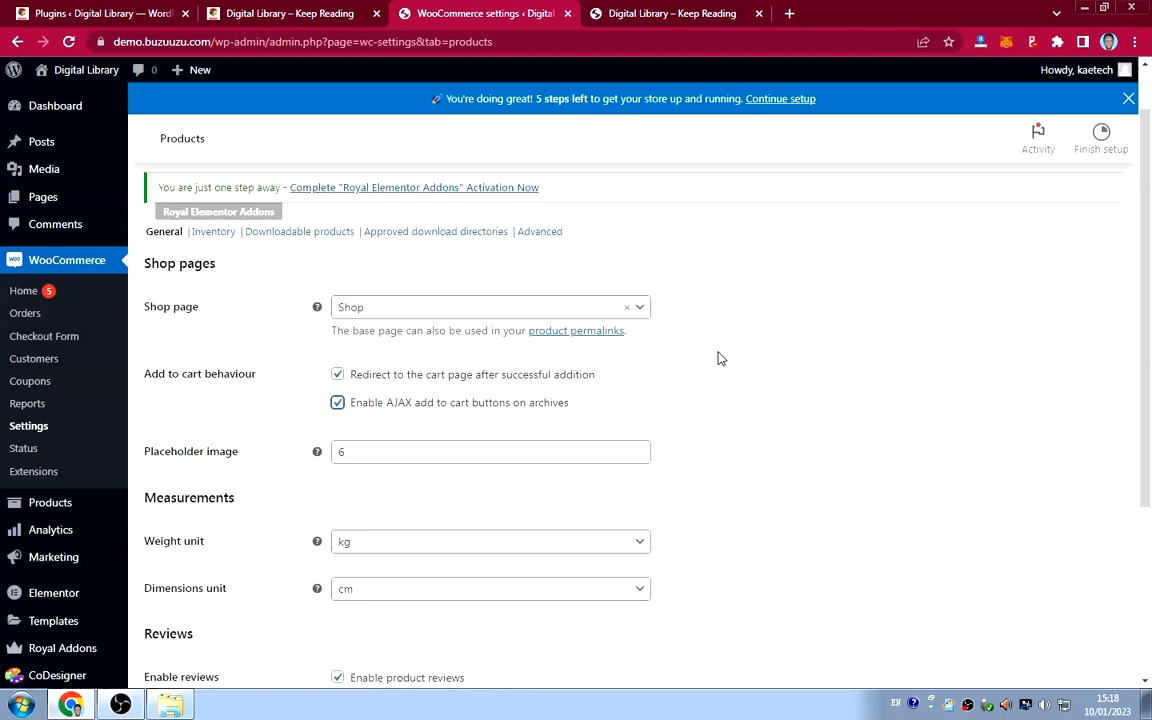 Plugins ‹ Digital Library — Word
Digital Library – Keep Reading
WooCommerce settings ‹ Digital
Digital Library – Keep Reading
demo.buzuuzu.com/wp-admin/admin.php?page=wc-settings&tab=products
Digital Library
0
New
Howdy, kaetech
🚀 You're doing great! 5 steps left to get your store up and running. Continue setup
Dashboard
Posts
Media
Pages
Comments
WooCommerce
Home 5
Orders
Checkout Form
Customers
Coupons
Reports
Settings
Status
Extensions
Products
Analytics
Marketing
Elementor
Templates
Royal Addons
CoDesigner
Products
Activity
Finish setup
You are just one step away - Complete "Royal Elementor Addons" Activation Now
Royal Elementor Addons
General | Inventory | Downloadable products | Approved download directories | Advanced
Shop pages
Shop page
Shop
The base page can also be used in your product permalinks.
Add to cart behaviour
Redirect to the cart page after successful addition
Enable AJAX add to cart buttons on archives
Placeholder image
6
Measurements
Weight unit
kg
Dimensions unit
cm
Reviews
Enable reviews
Enable product reviews
EN
15:18
10/01/2023